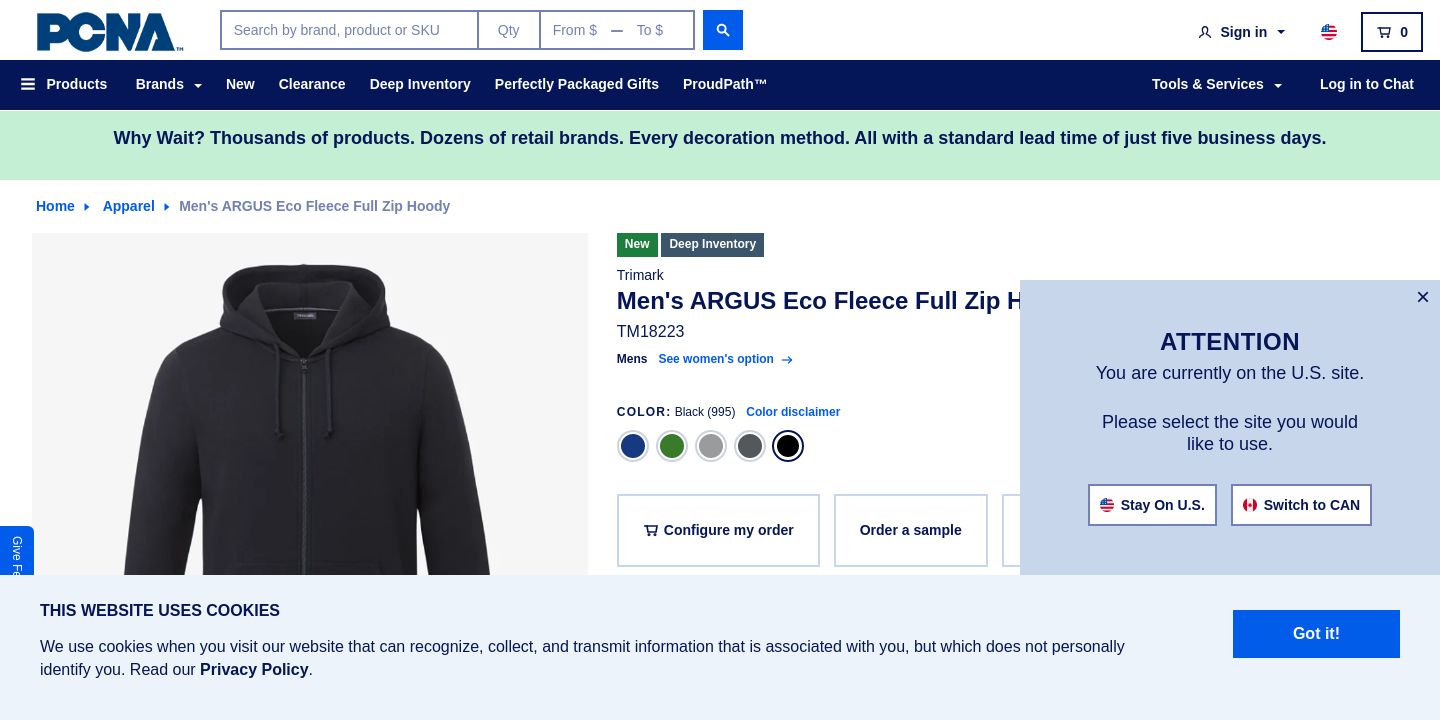 PCNA™
Search by brand, product or SKU
Qty
From $
To $
Sign in
0
Products
Brands
New
Clearance
Deep Inventory
Perfectly Packaged Gifts
ProudPath™
Tools & Services
Log in to Chat
Why Wait? Thousands of products. Dozens of retail brands. Every decoration method. All with a standard lead time of just five business days.
Home
Apparel
Men's ARGUS Eco Fleece Full Zip Hoody
New
Deep Inventory
Trimark
Men's ARGUS Eco Fleece Full Zip H
TM18223
Mens
See women's option
COLOR: Black (995)
Color disclaimer
Configure my order
Order a sample
×
ATTENTION
You are currently on the U.S. site.
Please select the site you would
like to use.
Stay On U.S.
Switch to CAN
Give Fe
THIS WEBSITE USES COOKIES
We use cookies when you visit our website that can recognize, collect, and transmit information that is associated with you, but which does not personally
identify you. Read our Privacy Policy.
Got it!